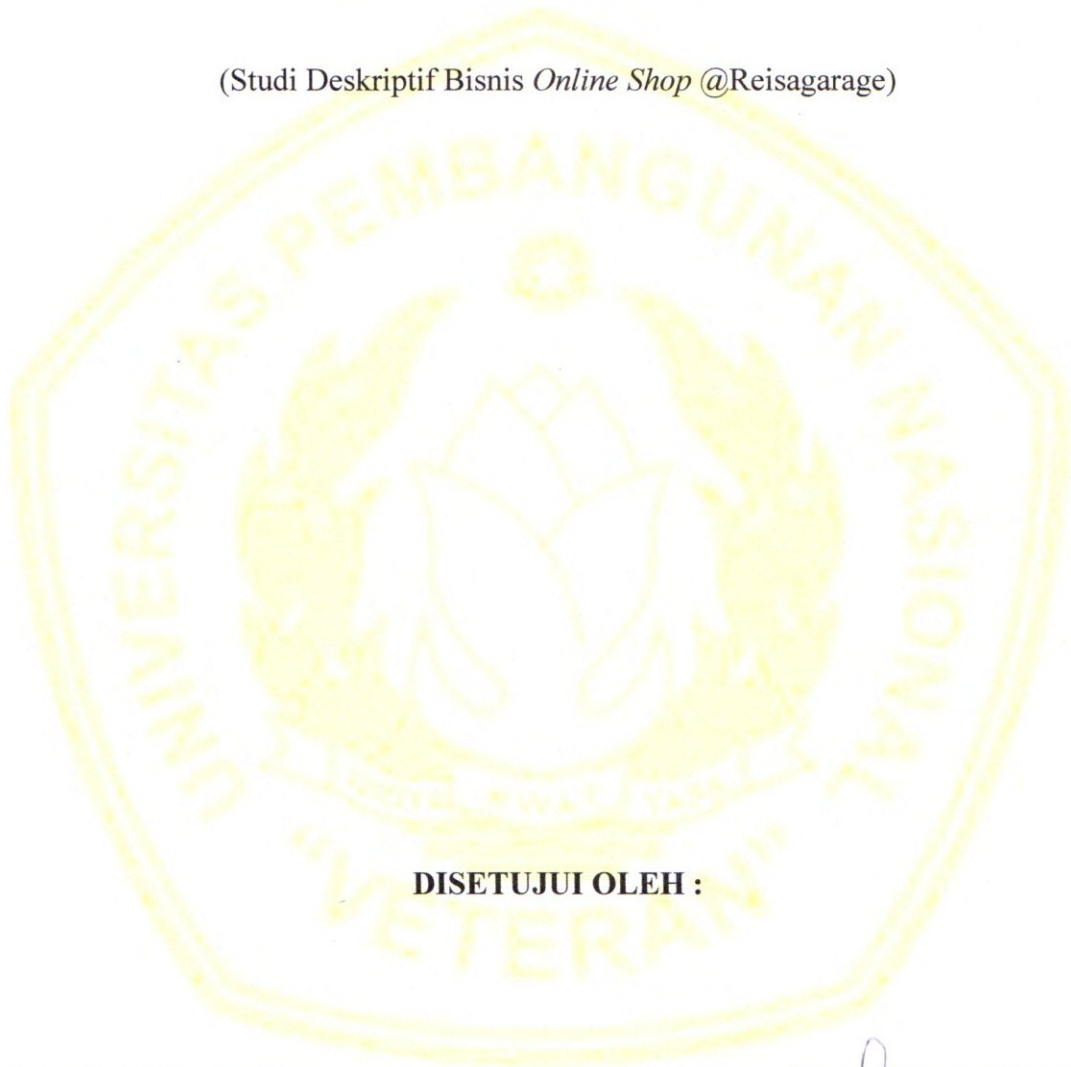 (Studi Deskriptif Bisnis Online Shop @Reisagarage)
UNIVERSITAS PEMBANGUNAN NASIONAL
"VETERAN"
DISETUJUI OLEH :